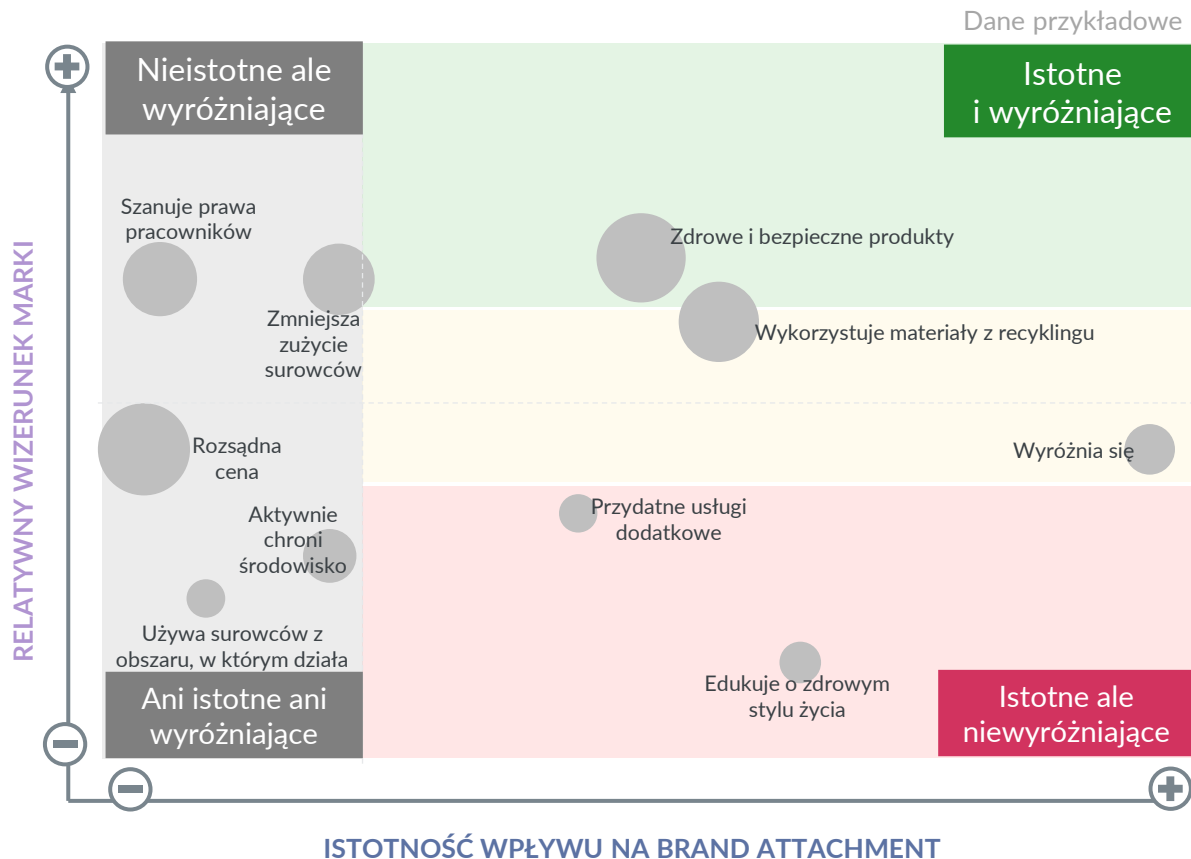 Dane przykładowe
Nieistotne ale
wyróżniające
Istotne
i wyróżniające
Szanuje prawa
pracowników
Zdrowe i bezpieczne produkty
Zmniejsza
zużycie
surowców
Wykorzystuje materiały z recyklingu
Rozsądna
cena
Wyróżnia się
Aktywnie
chroni
środowisko
Przydatne usługi
dodatkowe
Używa surowców z
obszaru, w którym działa
Edukuje o zdrowym
stylu życia
Ani istotne ani
wyróżniające
Istotne ale
niewyróżniające
RELATYWNY WIZERUNEK MARKI
ISTOTNOŚĆ WPŁYWU NA BRAND ATTACHMENT